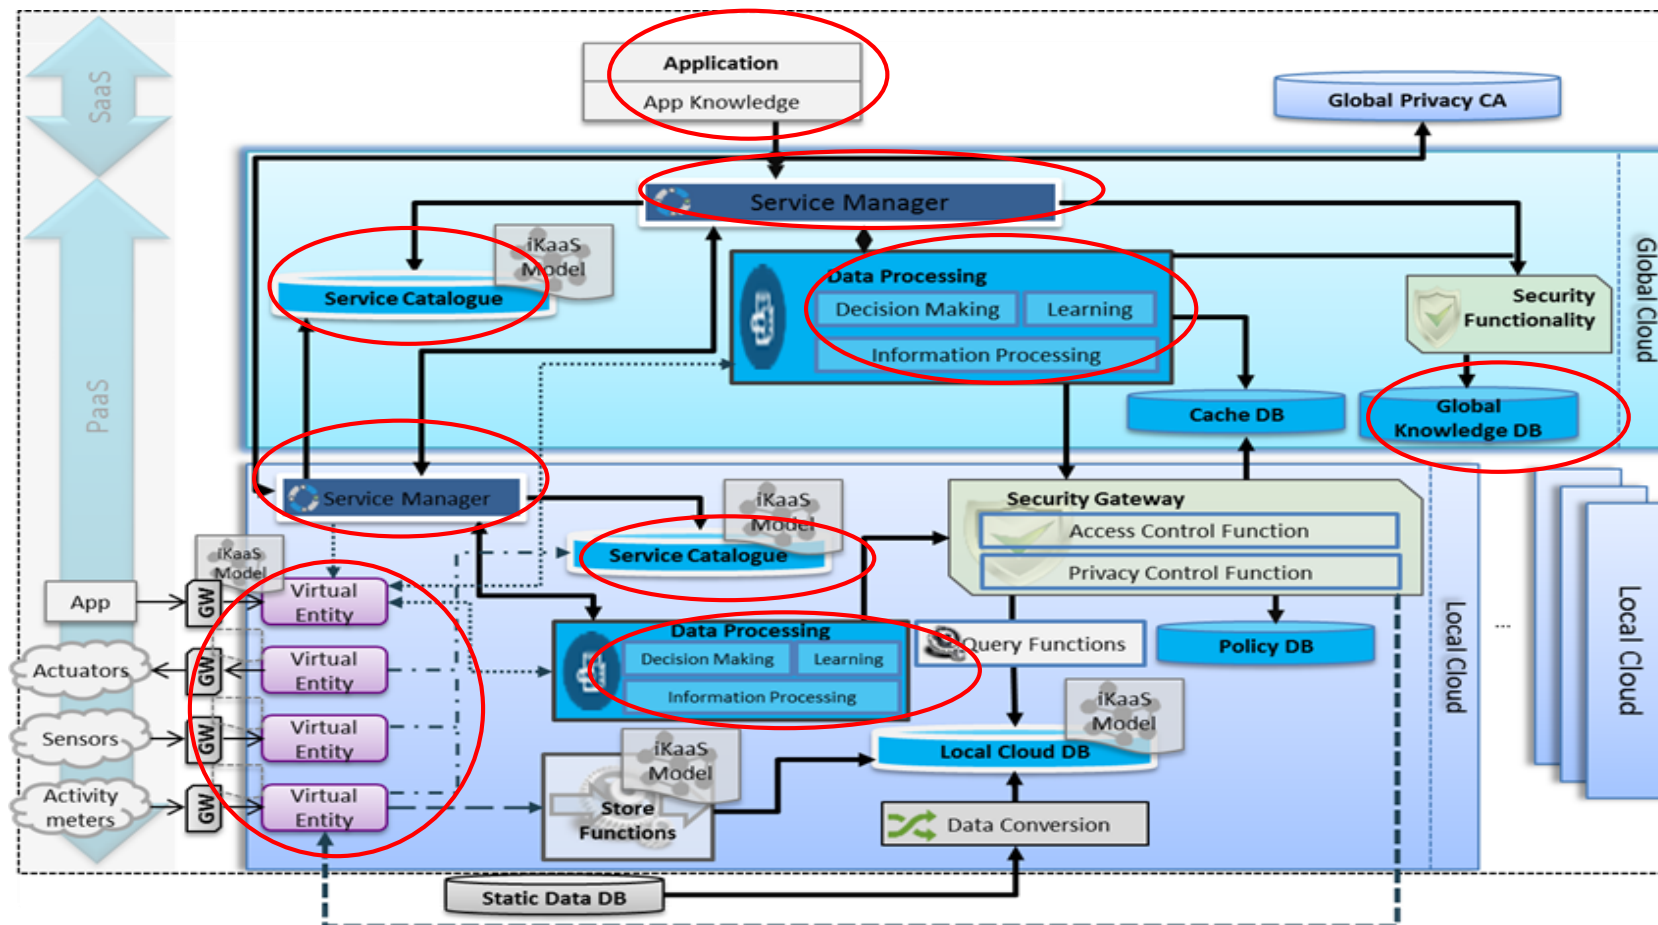 SaaS
PaaS
Application
App Knowledge
Global Privacy CA
Service Manager
iKaaS
Model
Service Catalogue
Data Processing
Decision Making
Learning
Information Processing
Security
Functionality
Global Cloud
Cache DB
Global
Knowledge DB
Service Manager
iKaaS
Model
Service Catalogue
Security Gateway
Access Control Function
Privacy Control Function
iKaaS
Model
App
GW
Virtual
Entity
Actuators
GW
Virtual
Entity
Sensors
GW
Virtual
Entity
Activity
meters
GW
Virtual
Entity
Data Processing
Decision Making
Learning
Information Processing
Query Functions
Policy DB
Local Cloud
...
Local Cloud
iKaaS
Model
Local Cloud DB
iKaaS
Model
Store
Functions
Data Conversion
Static Data DB